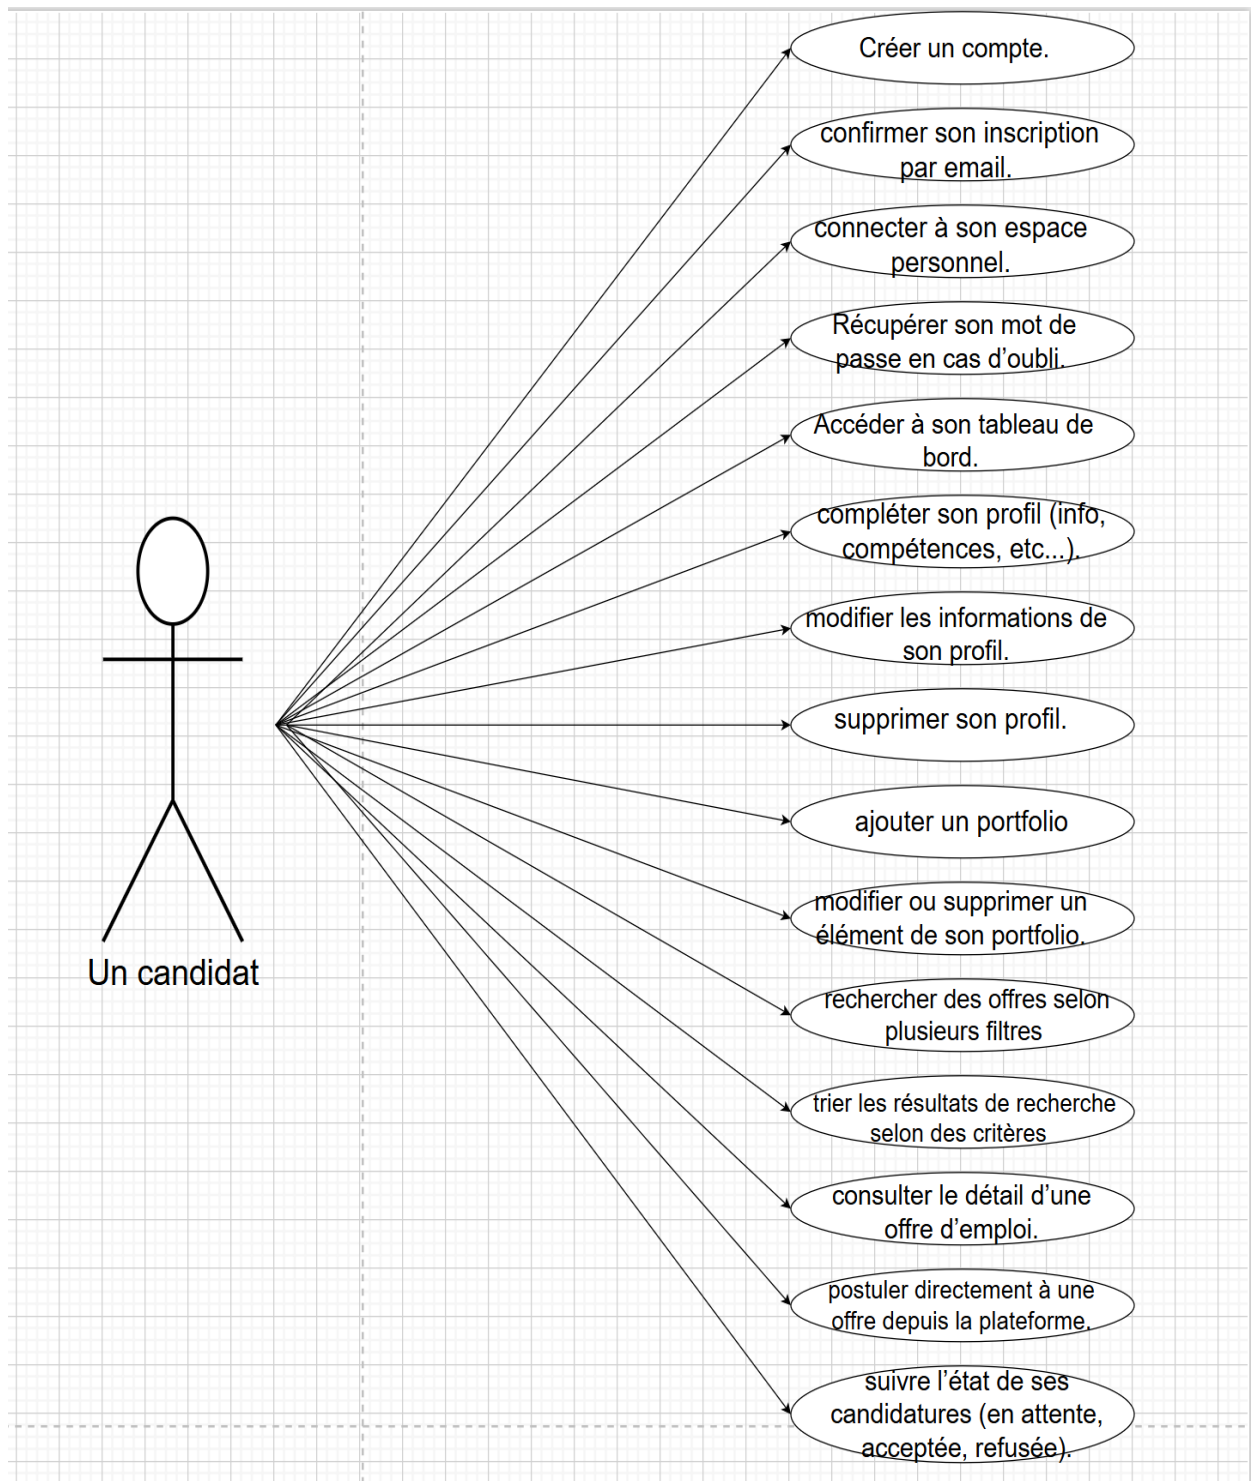 Créer un compte.
confirmer son inscription
par email.
connecter à son espace
personnel.
Récupérer son mot de
passe en cas d’oubli.
Accéder à son tableau de
bord.
compléter son profil (info,
compétences, etc...).
modifier les informations de
son profil.
supprimer son profil.
ajouter un portfolio
modifier ou supprimer un
élément de son portfolio.
Un candidat
rechercher des offres selon
plusieurs filtres
trier les résultats de recherche
selon des critères
consulter le détail d’une
offre d’emploi.
postuler directement à une
offre depuis la plateforme.
suivre l’état de ses
candidatures (en attente,
acceptée, refusée).